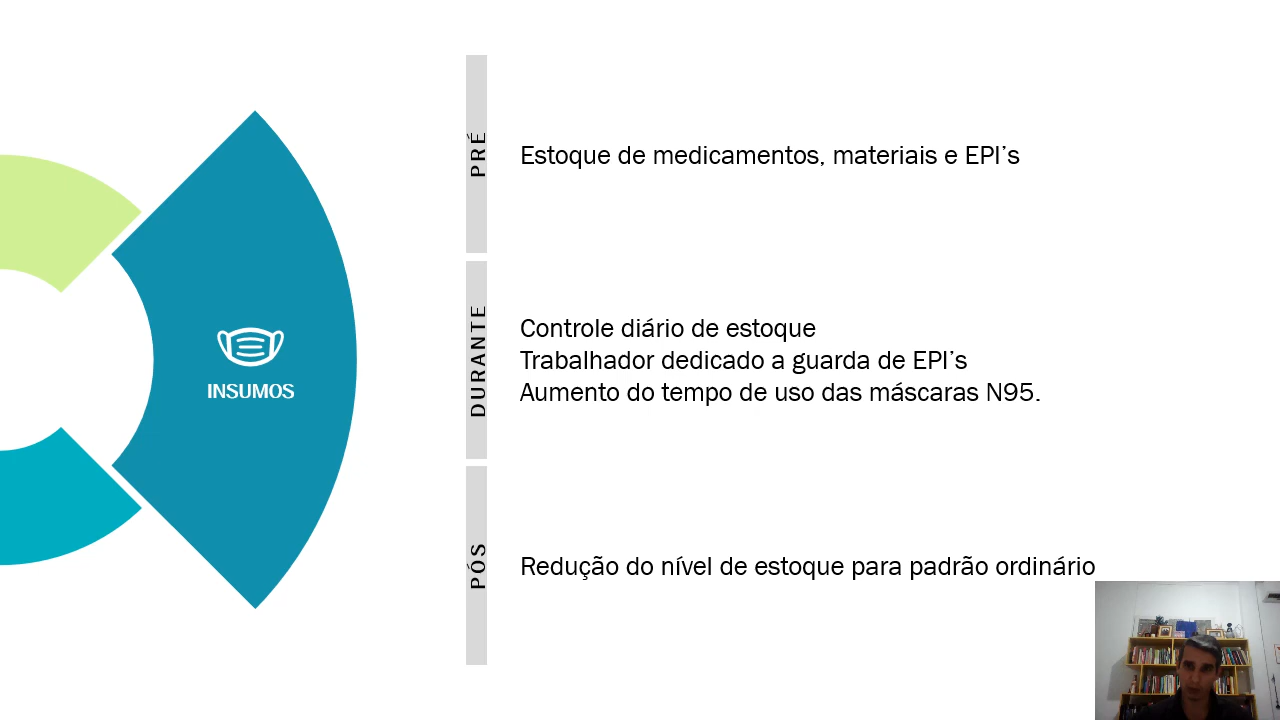 INSUMOS
PRÉ
Estoque de medicamentos, materiais e EPI's
DURANTE
Controle diário de estoque
Trabalhador dedicado a guarda de EPI's
Aumento do tempo de uso das máscaras N95.
PÓS
Redução do nível de estoque para padrão ordinário